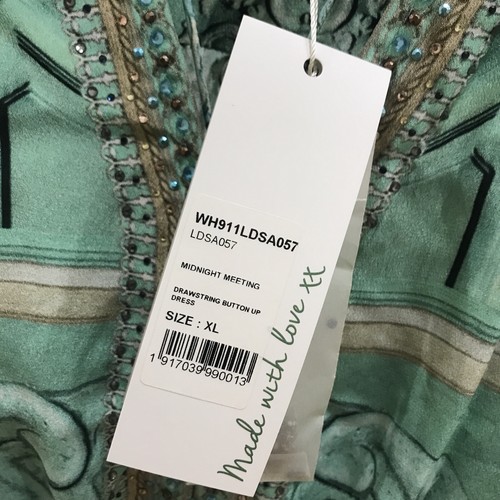 WH911LDSA057
LDSA057
MIDNIGHT MEETING
DRAWSTRING BUTTON UP
DRESS
SIZE : XL
1 917039 990013
Made with love xx